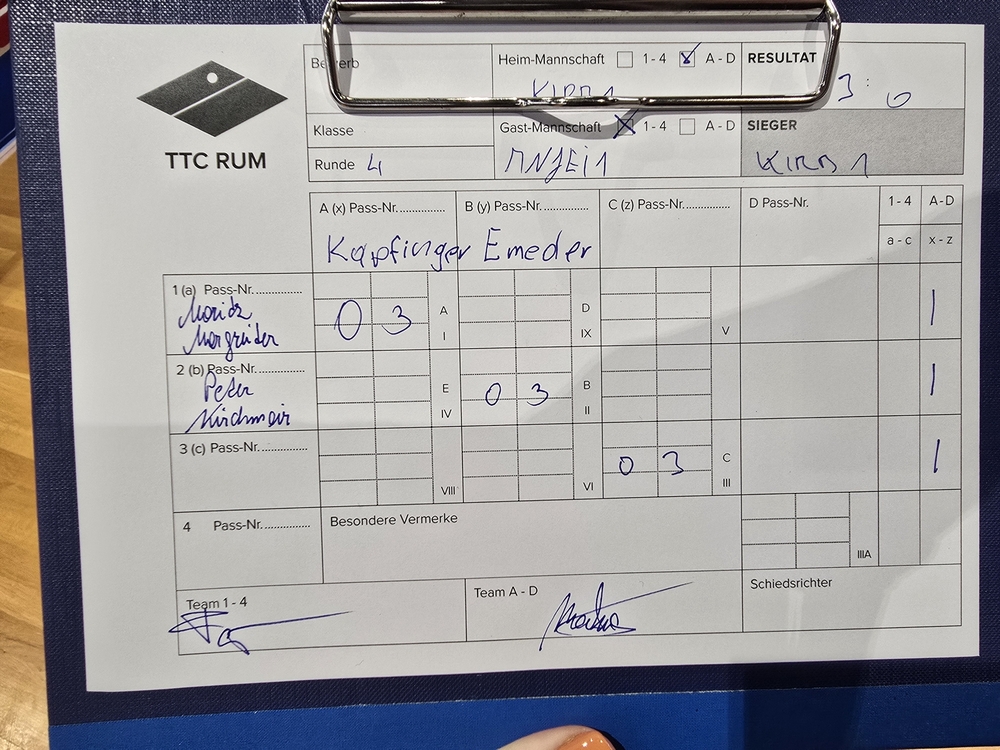 TTC RUM
Heim-Mannschaft 1-4 A-D
RESULTAT
KIRB 1
3:0
Klasse
Gast-Mannschaft 1-4 A-D
SIEGER
Runde 4
KIRB 1
A (x) Pass-Nr. B (y) Pass-Nr. C (z) Pass-Nr. D Pass-Nr. 1-4 A-D
a-c x-z
Kapfinger Emeder
1 (a) Pass-Nr.
Moritz
0 3 A I D IX V 1
2 (b) Pass-Nr.
Peter
Kirchmair
E IV 0 3 B II 1
3 (c) Pass-Nr.
VIII VI 0 3 C III 1
4 Pass-Nr.
Besondere Vermerke
IIIA
Team 1-4
Team A-D
Schiedsrichter